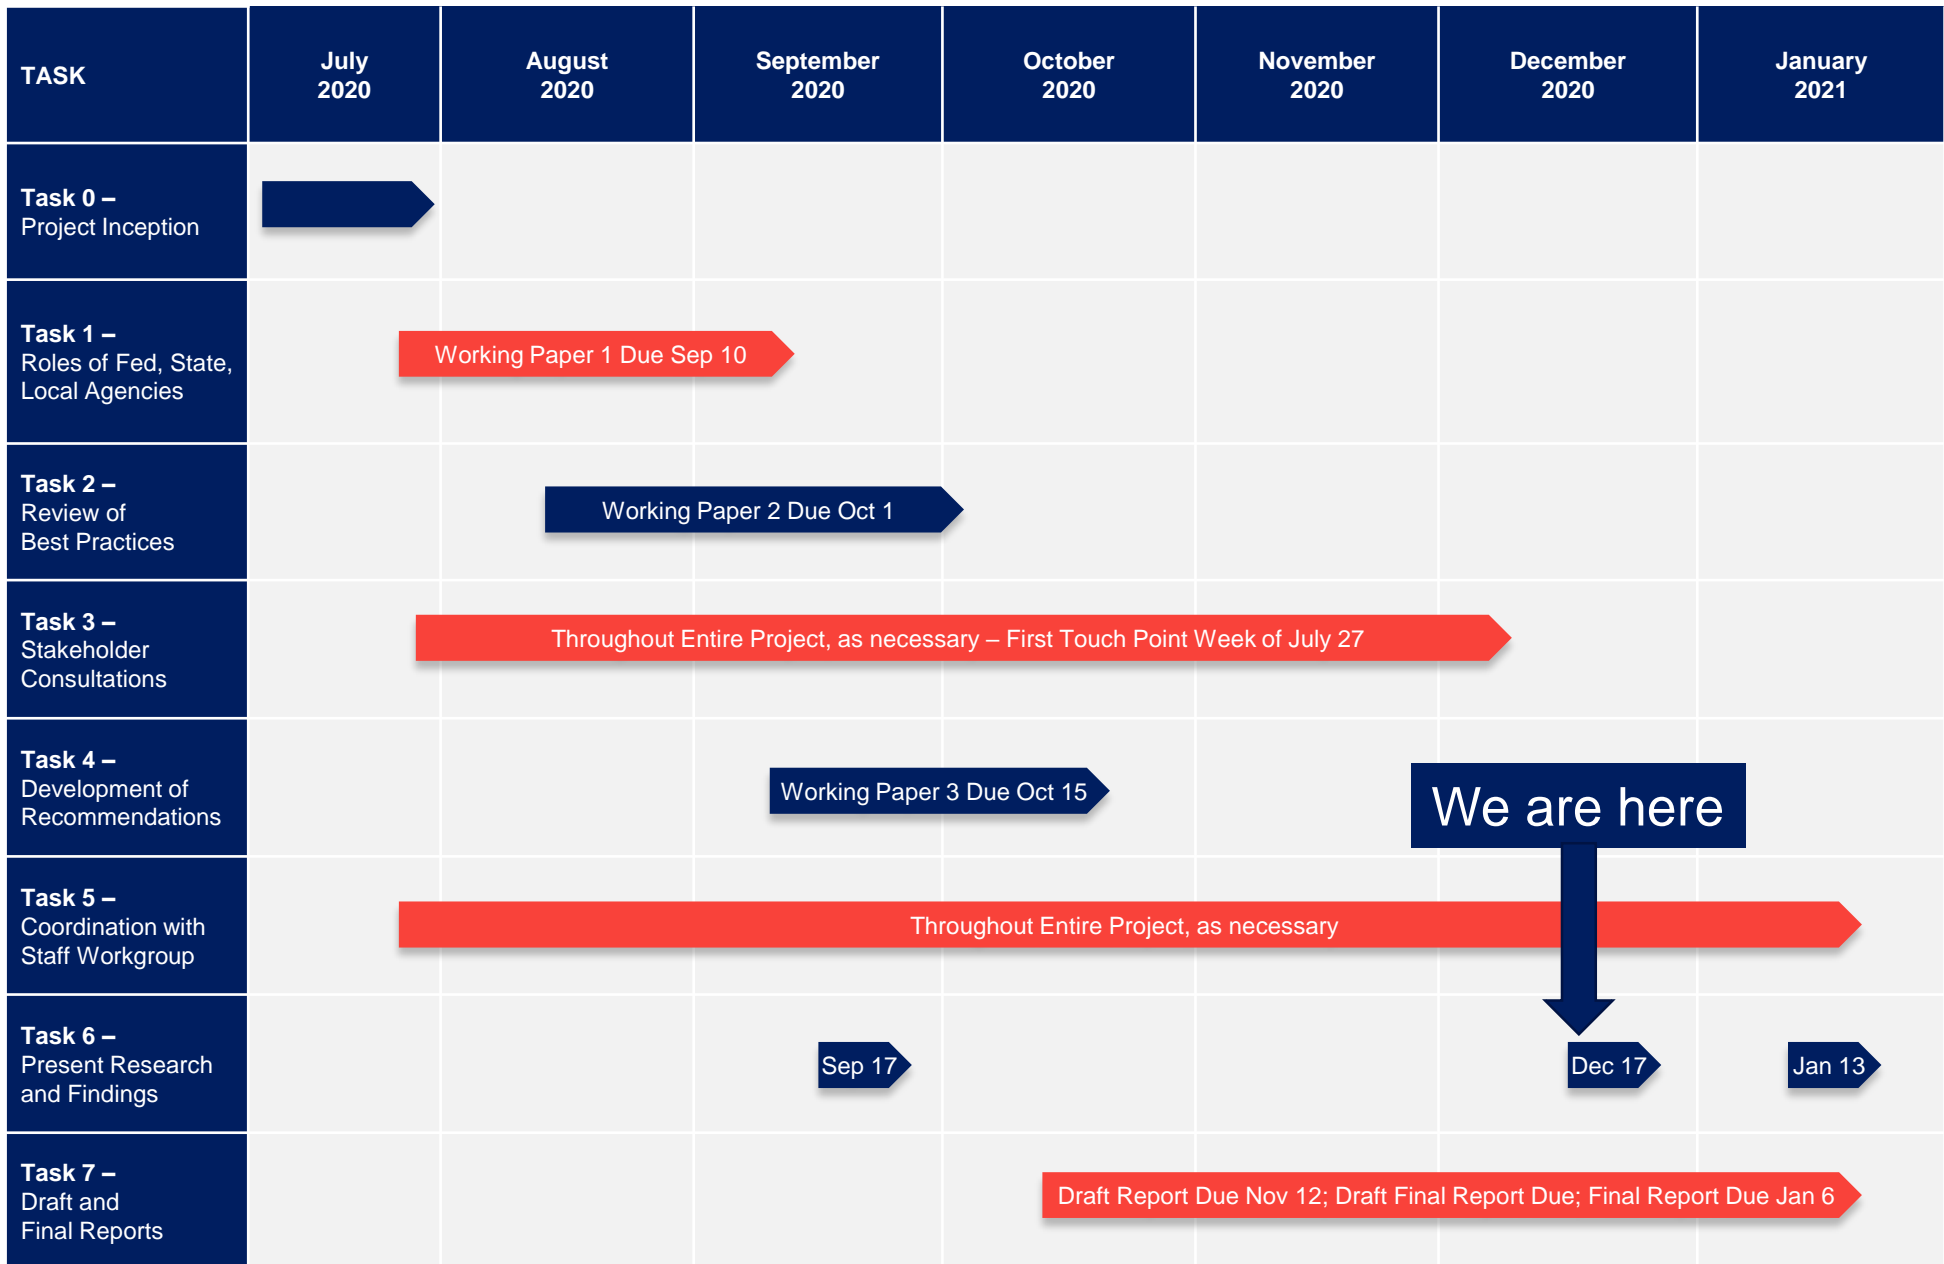 TASK
July
2020
August
2020
September
2020
October
2020
November
2020
December
2020
January
2021
Task 0 –
Project Inception
Task 1 –
Roles of Fed, State,
Local Agencies
Working Paper 1 Due Sep 10
Task 2 –
Review of
Best Practices
Working Paper 2 Due Oct 1
Task 3 –
Stakeholder
Consultations
Throughout Entire Project, as necessary – First Touch Point Week of July 27
Task 4 –
Development of
Recommendations
Working Paper 3 Due Oct 15
We are here
Task 5 –
Coordination with
Staff Workgroup
Throughout Entire Project, as necessary
Task 6 –
Present Research
and Findings
Sep 17
Dec 17
Jan 13
Task 7 –
Draft and
Final Reports
Draft Report Due Nov 12; Draft Final Report Due; Final Report Due Jan 6